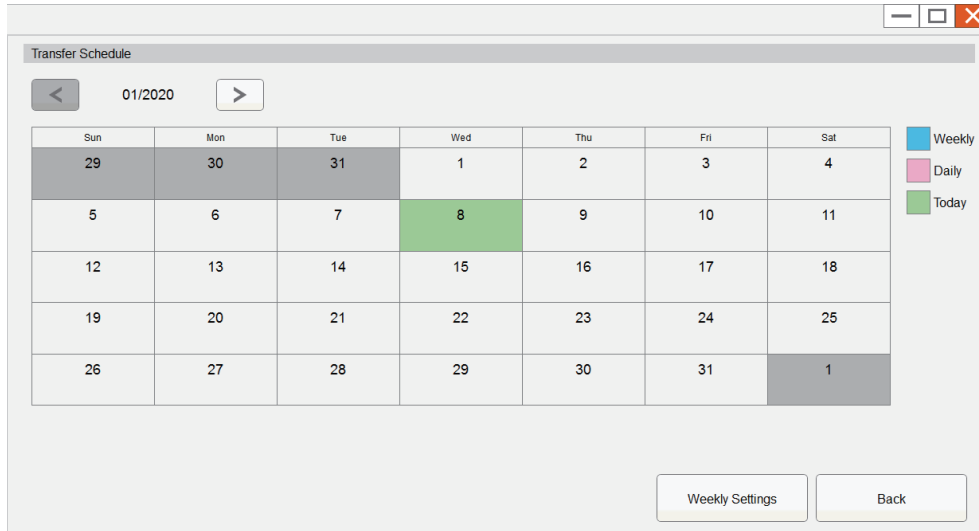 Transfer Schedule
< 01/2020 >
Sun Mon Tue Wed Thu Fri Sat
29 30 31 1 2 3 4
5 6 7 8 9 10 11
12 13 14 15 16 17 18
19 20 21 22 23 24 25
26 27 28 29 30 31 1
Weekly
Daily
Today
Weekly Settings Back